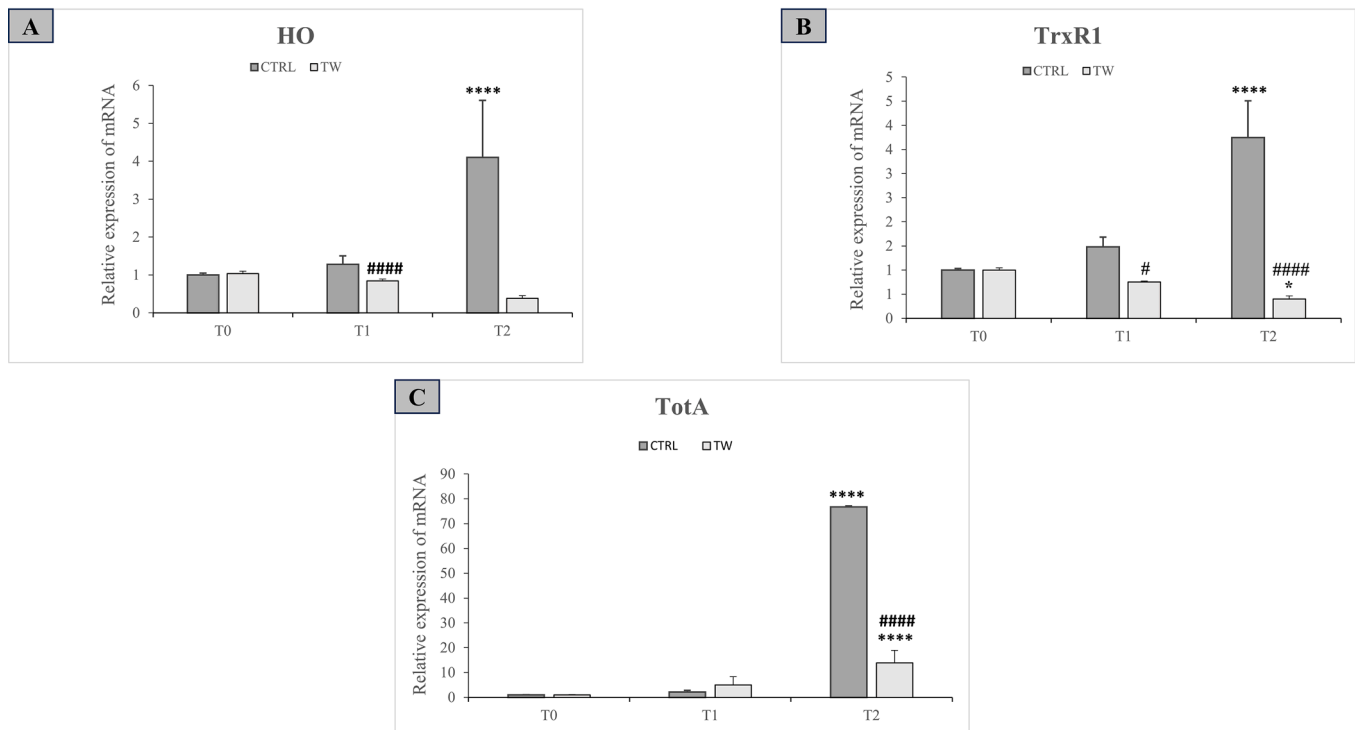 A
HO
CTRL TW
Relative expression of mRNA
6
5
4
3
2
1
0
****
####
T0 T1 T2
B
TrxR1
CTRL TW
Relative expression of mRNA
5
5
4
4
3
3
2
2
1
1
0
****
#
####
*
T0 T1 T2
C
TotA
CTRL TW
Relative expression of mRNA
90
80
70
60
50
40
30
20
10
0
****
####
****
T0 T1 T2